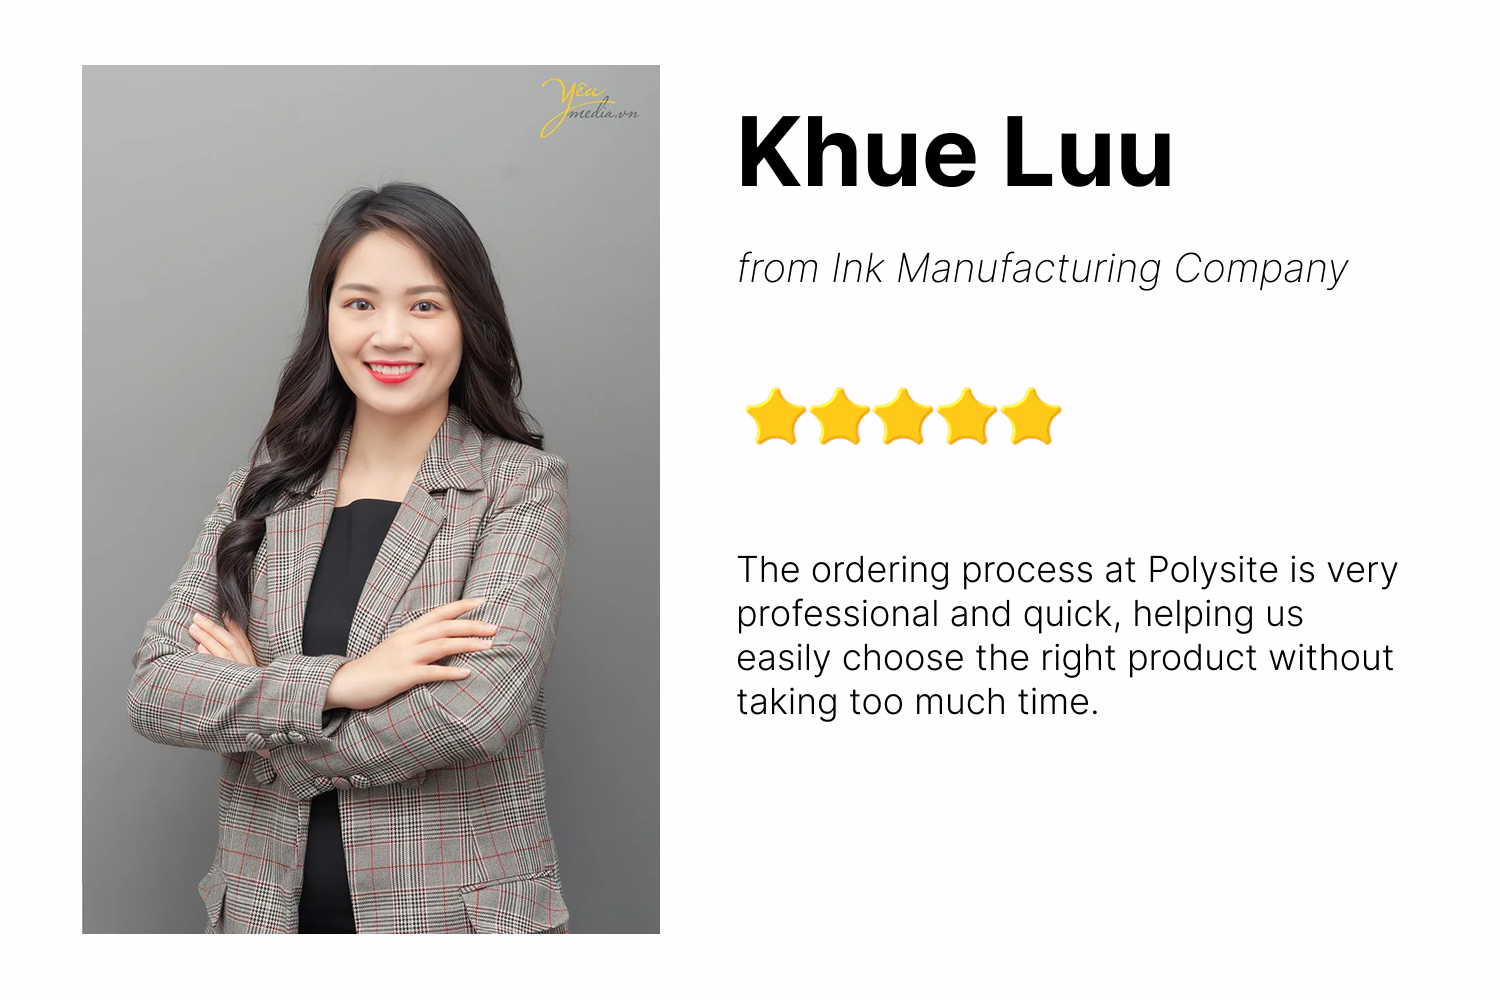 Yêu
media.vn
Khue Luu
from Ink Manufacturing Company
The ordering process at Polysite is very
professional and quick, helping us
easily choose the right product without
taking too much time.